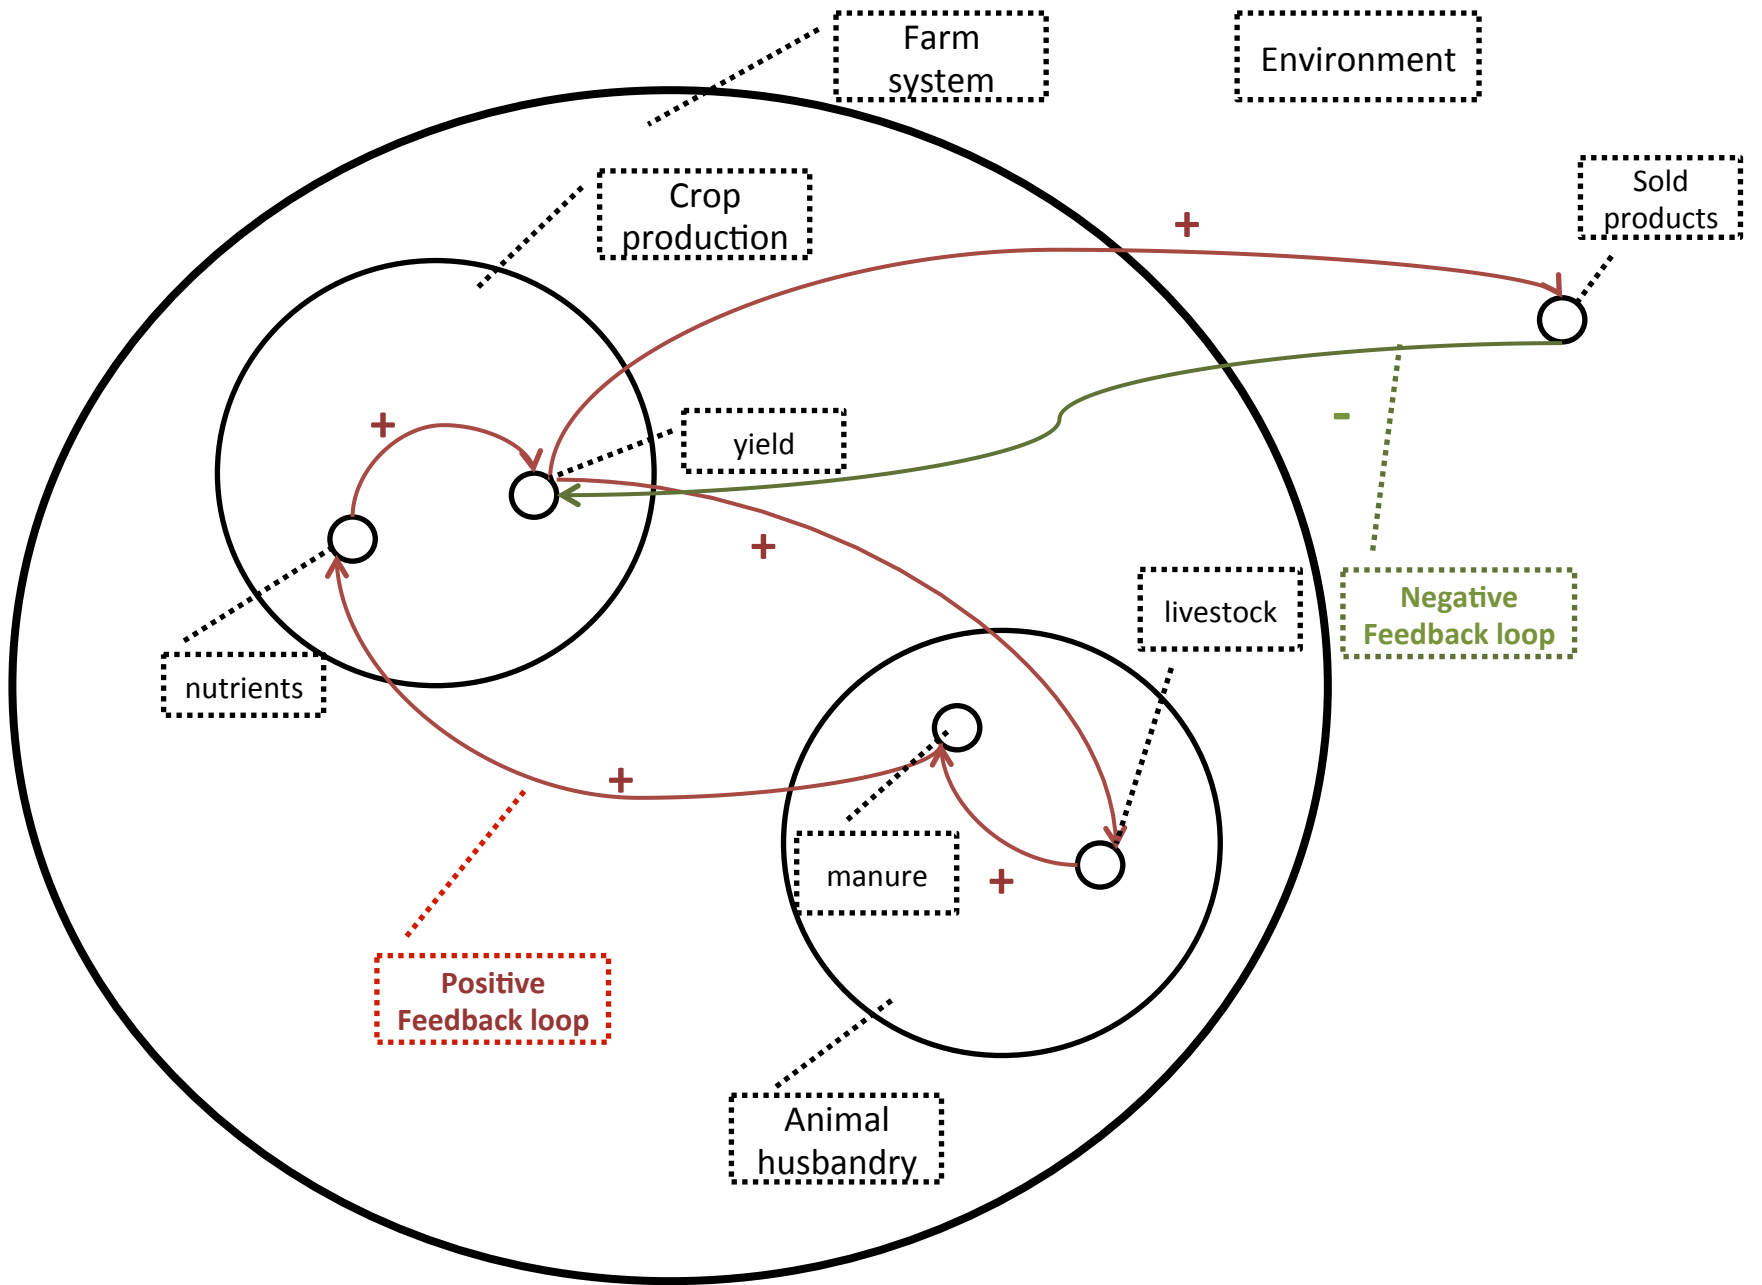 Farm
system
Environment
Crop
production
Sold
products
+
+
yield
-
+
livestock
Negative
Feedback loop
nutrients
+
manure
+
Positive
Feedback loop
Animal
husbandry